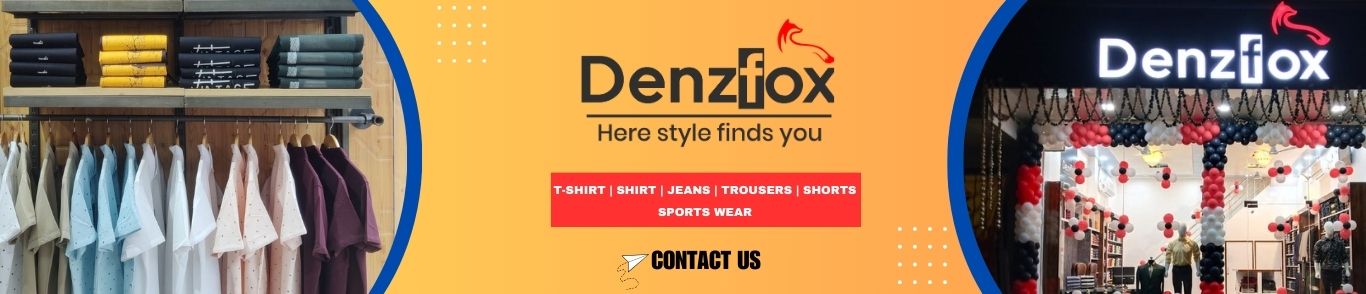 Denzfox
Here style finds you
T-SHIRT | SHIRT | JEANS | TROUSERS | SHORTS
SPORTS WEAR
CONTACT US
Denzfox